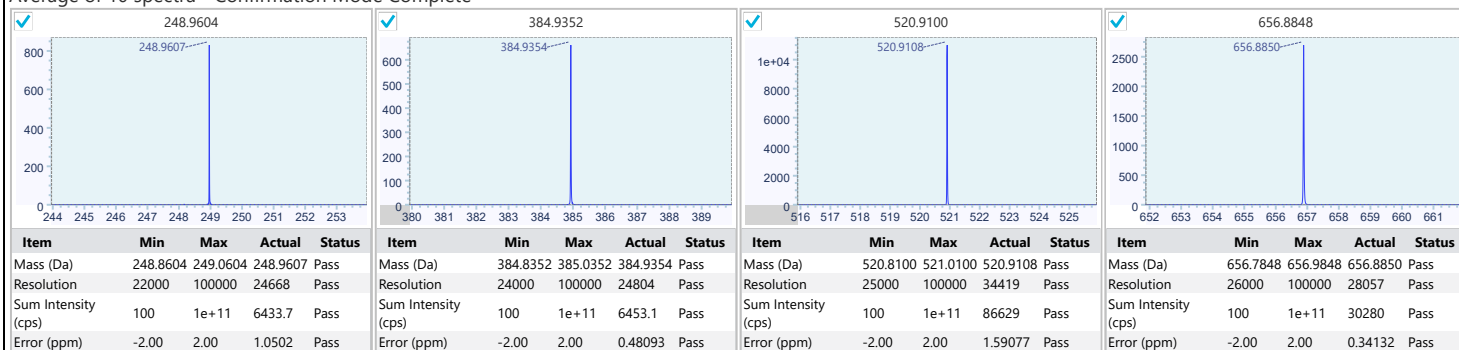 248.9604
800
600
400
200
0
248.9607
244 245 246 247 248 249 250 251 252 253
Item Min Max Actual Status
Mass (Da) 248.8604 249.0604 248.9607 Pass
Resolution 22000 100000 24668 Pass
Sum Intensity (cps) 100 1e+11 6433.7 Pass
Error (ppm) -2.00 2.00 1.0502 Pass
384.9352
600
500
400
300
200
100
0
384.9354
380 381 382 383 384 385 386 387 388 389
Item Min Max Actual Status
Mass (Da) 384.8352 385.0352 384.9354 Pass
Resolution 24000 100000 24804 Pass
Sum Intensity (cps) 100 1e+11 6453.1 Pass
Error (ppm) -2.00 2.00 0.48093 Pass
520.9100
1e+04
8000
6000
4000
2000
0
520.9108
516 517 518 519 520 521 522 523 524 525
Item Min Max Actual Status
Mass (Da) 520.8100 521.0100 520.9108 Pass
Resolution 25000 100000 34419 Pass
Sum Intensity (cps) 100 1e+11 86629 Pass
Error (ppm) -2.00 2.00 1.59077 Pass
656.8848
2500
2000
1500
1000
500
0
656.8850
652 653 654 655 656 657 658 659 660 661
Item Min Max Actual Status
Mass (Da) 656.7848 656.9848 656.8850 Pass
Resolution 26000 100000 28057 Pass
Sum Intensity (cps) 100 1e+11 30280 Pass
Error (ppm) -2.00 2.00 0.34132 Pass